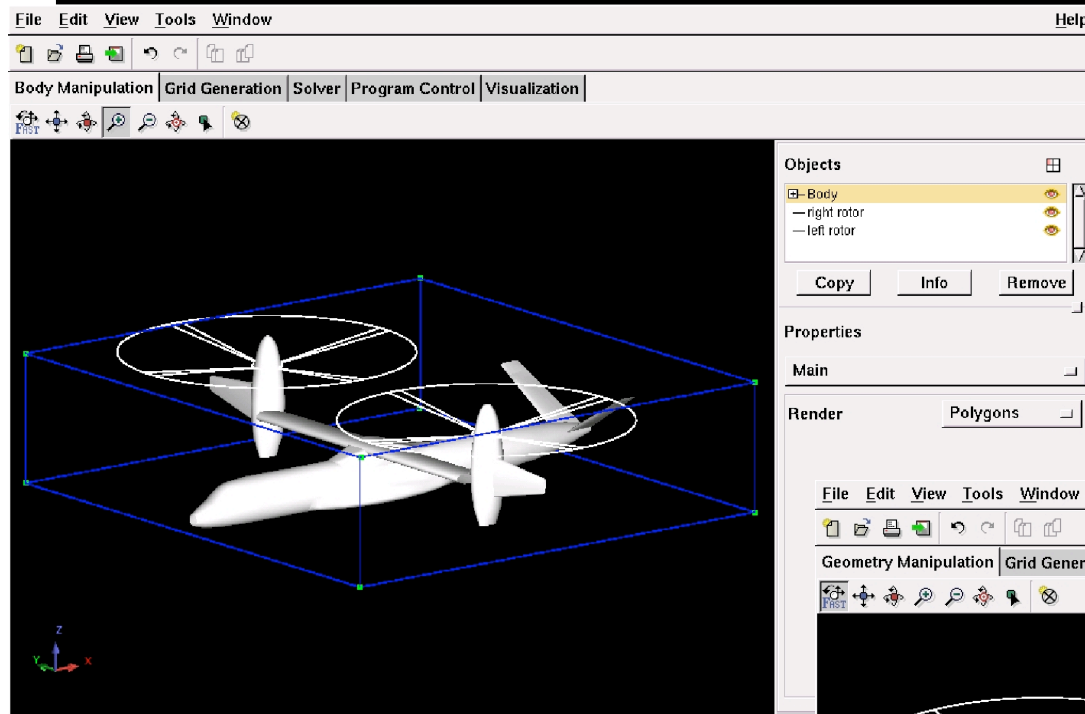 File Edit View Tools Window Help
Body Manipulation Grid Generation Solver Program Control Visualization
FAST
Objects
Body
right rotor
left rotor
Copy Info Remove
Properties
Main
Render Polygons
File Edit View Tools Window
Geometry Manipulation Grid Gener
FAST
Z
Y X